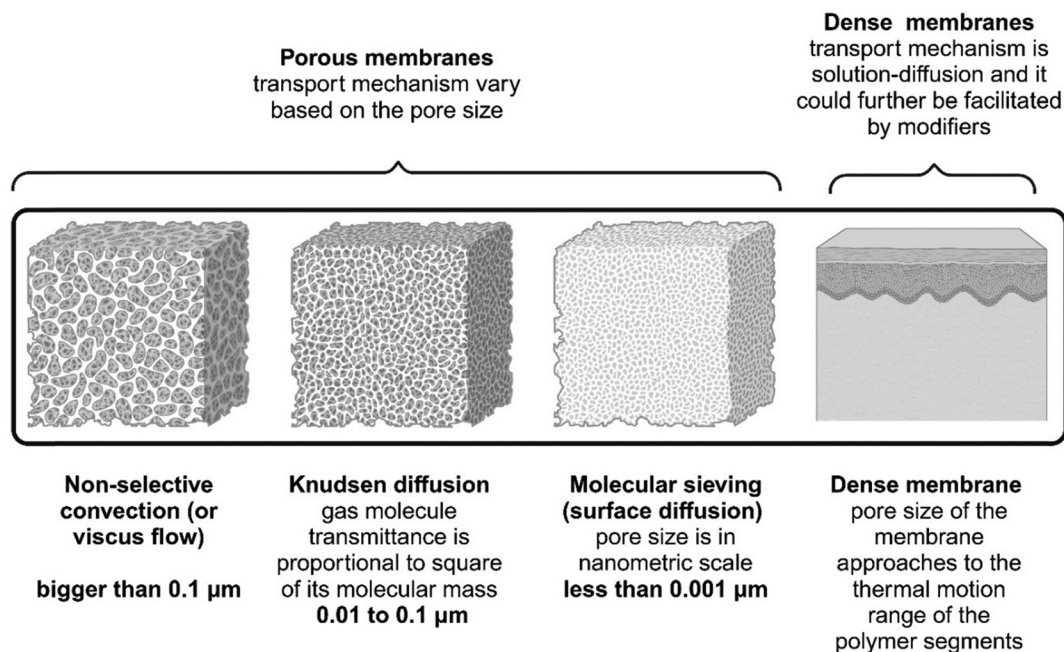 Porous membranes
transport mechanism vary
based on the pore size
Dense membranes
transport mechanism is
solution-diffusion and it
could further be facilitated
by modifiers
Non-selective
convection (or
viscus flow)
bigger than 0.1 µm
Knudsen diffusion
gas molecule
transmittance is
proportional to square
of its molecular mass
0.01 to 0.1 µm
Molecular sieving
(surface diffusion)
pore size is in
nanometric scale
less than 0.001 µm
Dense membrane
pore size of the
membrane
approaches to the
thermal motion
range of the
polymer segments